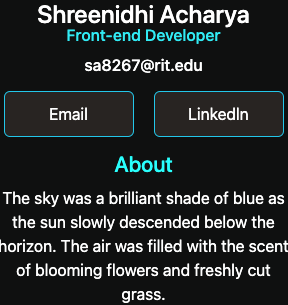 Shreenidhi Acharya
Front-end Developer
sa8267@rit.edu
Email
LinkedIn
About
The sky was a brilliant shade of blue as
the sun slowly descended below the
horizon. The air was filled with the scent
of blooming flowers and freshly cut
grass.